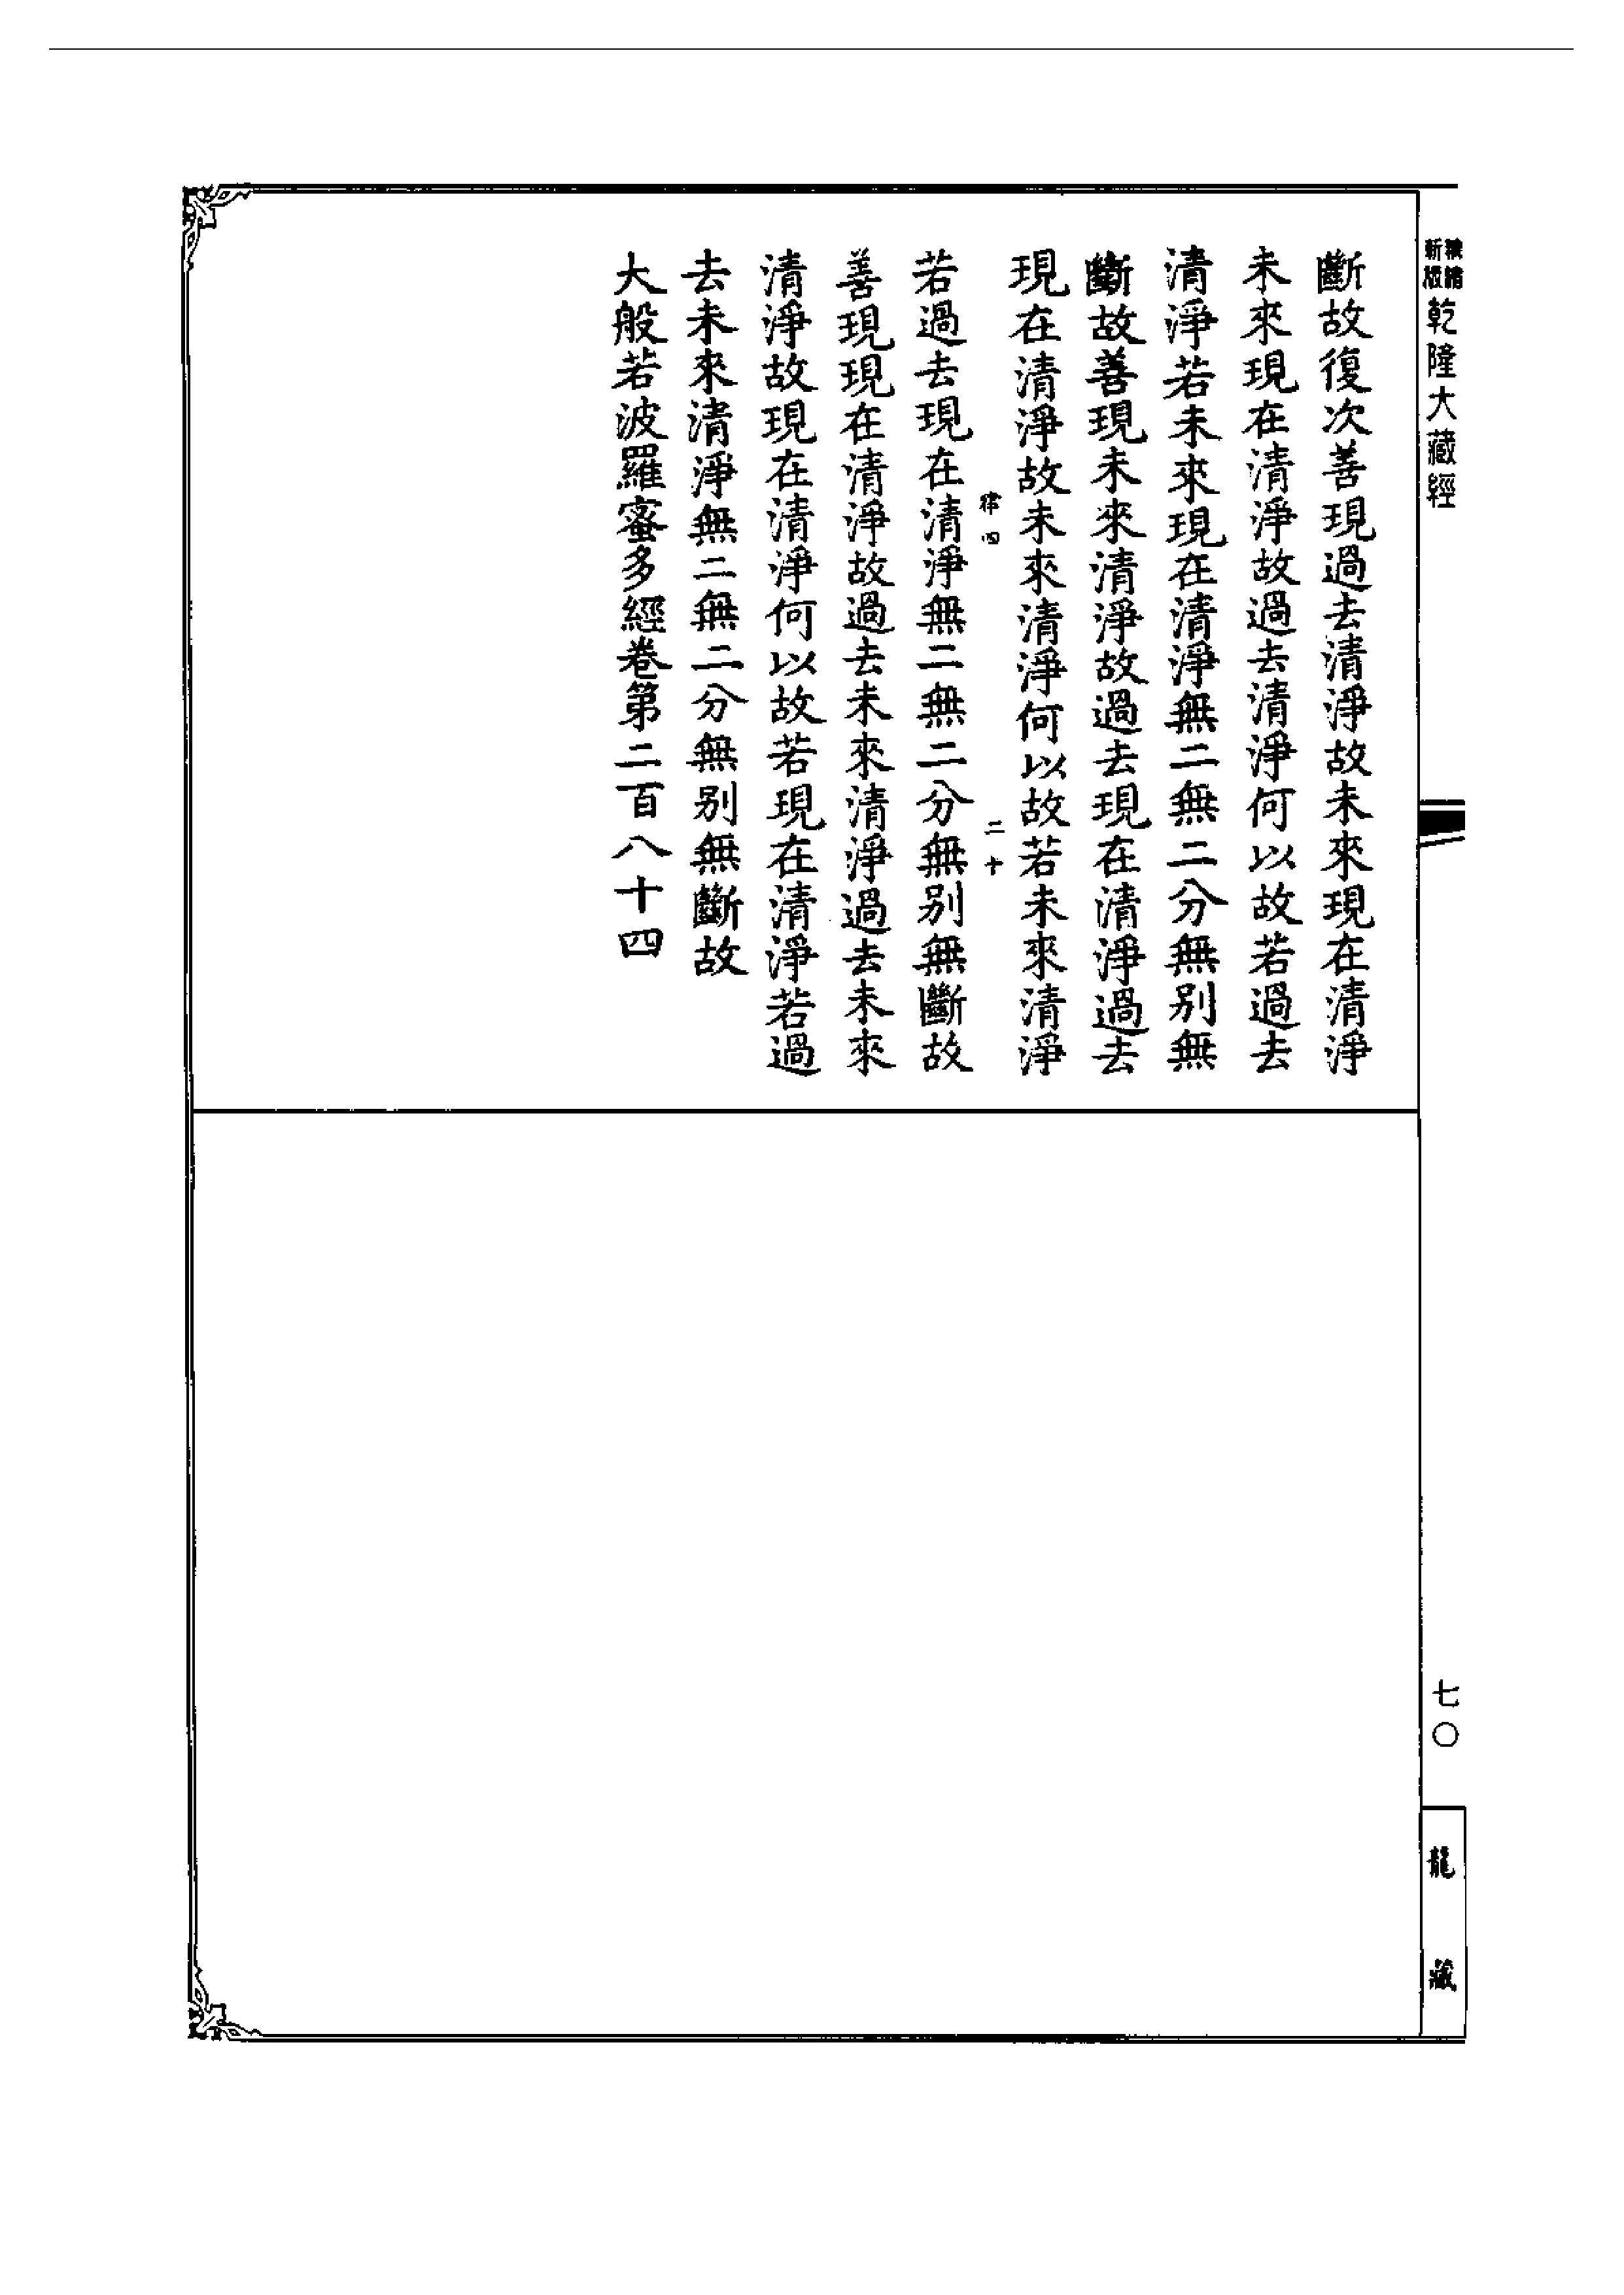 新版
乾隆大藏經
斷故復次善現過去清淨故未來現在清淨
未來現在清淨故過去清淨何以故若過去
清淨若未來現在清淨無二無二分無別無
斷故善現未來清淨故過去現在清淨過去
現在清淨故未來清淨何以故若未來清淨
律四 二十
若過去現在清淨無二無二分無別無斷故
善現現在清淨故過去未來清淨過去未來
清淨故現在清淨何以故若現在清淨若過
去未來清淨無二無二分無別無斷故
大般若波羅蜜多經卷第二百八十四
七〇
龍藏